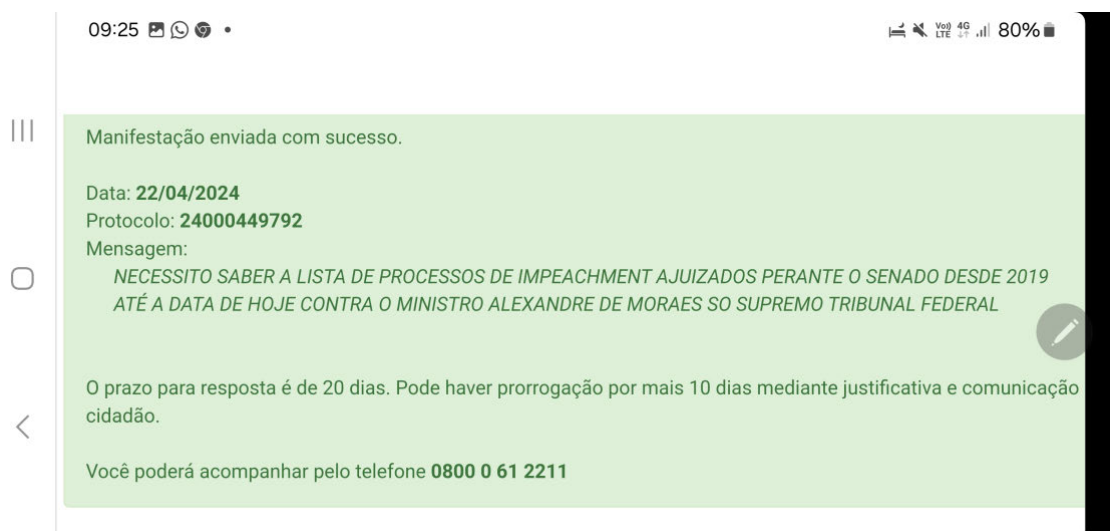 09:25
Voo) 4G 80%
LTE
Manifestação enviada com sucesso.
Data: 22/04/2024
Protocolo: 24000449792
Mensagem:
NECESSITO SABER A LISTA DE PROCESSOS DE IMPEACHMENT AJUIZADOS PERANTE O SENADO DESDE 2019
ATÉ A DATA DE HOJE CONTRA O MINISTRO ALEXANDRE DE MORAES SO SUPREMO TRIBUNAL FEDERAL
O prazo para resposta é de 20 dias. Pode haver prorrogação por mais 10 dias mediante justificativa e comunicação
cidadão.
Você poderá acompanhar pelo telefone 0800 0 61 2211